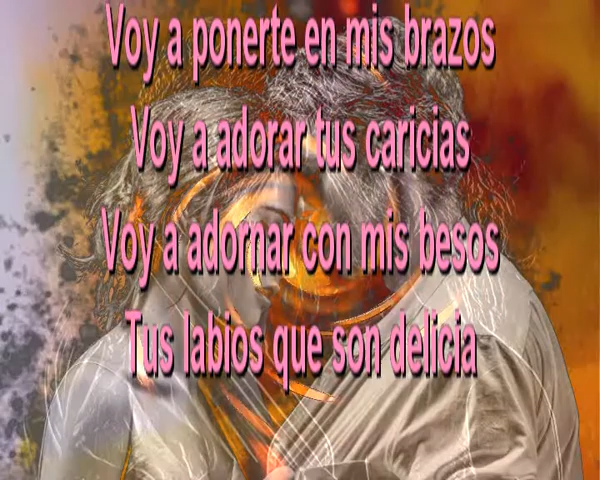 Voy a ponerte en mis brazos
Voy a adorar tus caricias
Voy a adornar con mis besos
Tus labios que son delicia